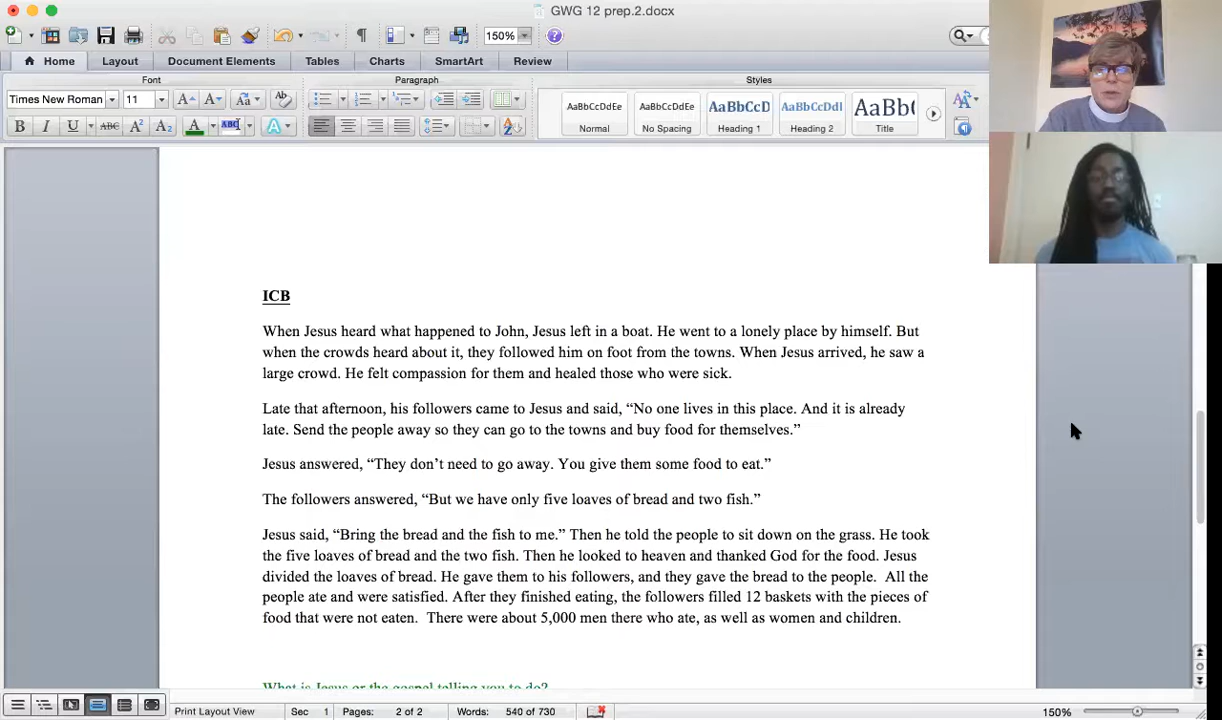 GWG 12 prep.2.docx
150%
Home Layout Document Elements Tables Charts SmartArt Review
Font Paragraph Styles
Times New Roman 11
AaBbCcDdEe AaBbCcDdEe AaBbCcD AaBbCcDdI AaBb(
Normal No Spacing Heading 1 Heading 2 Title
ICB
When Jesus heard what happened to John, Jesus left in a boat. He went to a lonely place by himself. But
when the crowds heard about it, they followed him on foot from the towns. When Jesus arrived, he saw a
large crowd. He felt compassion for them and healed those who were sick.
Late that afternoon, his followers came to Jesus and said, “No one lives in this place. And it is already
late. Send the people away so they can go to the towns and buy food for themselves.”
Jesus answered, “They don’t need to go away. You give them some food to eat.”
The followers answered, “But we have only five loaves of bread and two fish.”
Jesus said, “Bring the bread and the fish to me.” Then he told the people to sit down on the grass. He took
the five loaves of bread and the two fish. Then he looked to heaven and thanked God for the food. Jesus
divided the loaves of bread. He gave them to his followers, and they gave the bread to the people. All the
people ate and were satisfied. After they finished eating, the followers filled 12 baskets with the pieces of
food that were not eaten. There were about 5,000 men there who ate, as well as women and children.
What is Jesus or the gospel telling you to do?
Print Layout View Sec 1 Pages: 2 of 2 Words: 540 of 730 150%